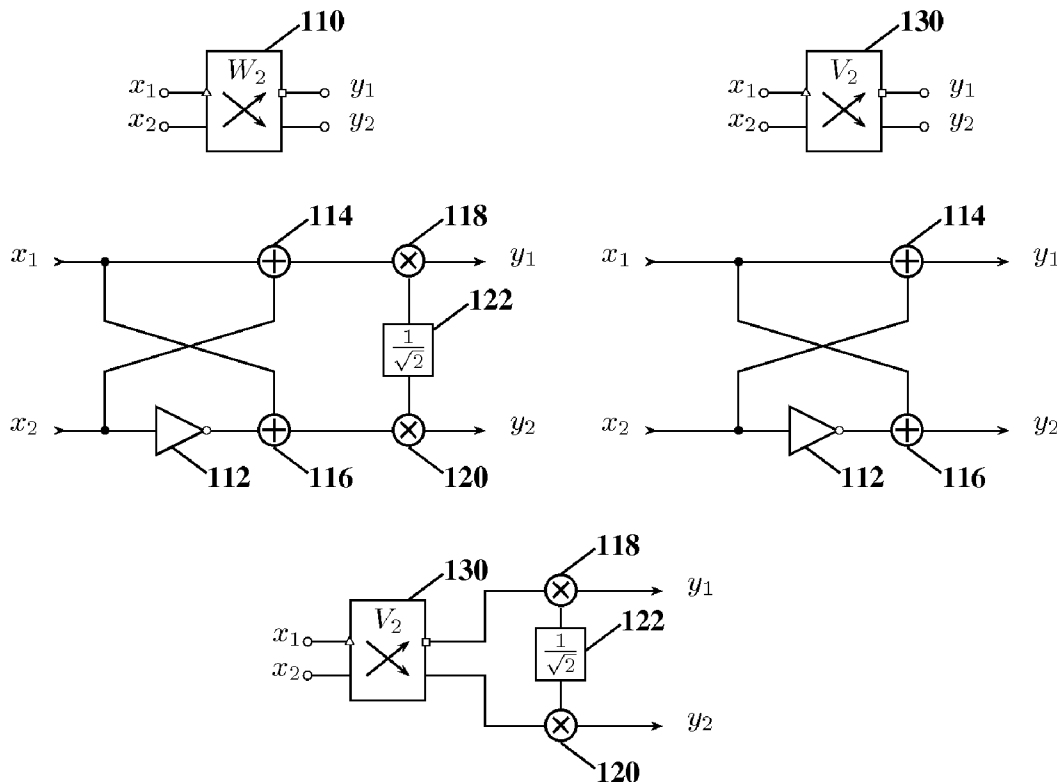 110
W₂
x₁ y₁
x₂ y₂
130
V₂
x₁ y₁
x₂ y₂
114 118
x₁ y₁
122
1/√2
x₂ y₂
112 116 120
114
x₁ y₁
x₂ y₂
112 116
118
130 y₁
V₂
122
x₁
1/√2
x₂
y₂
120